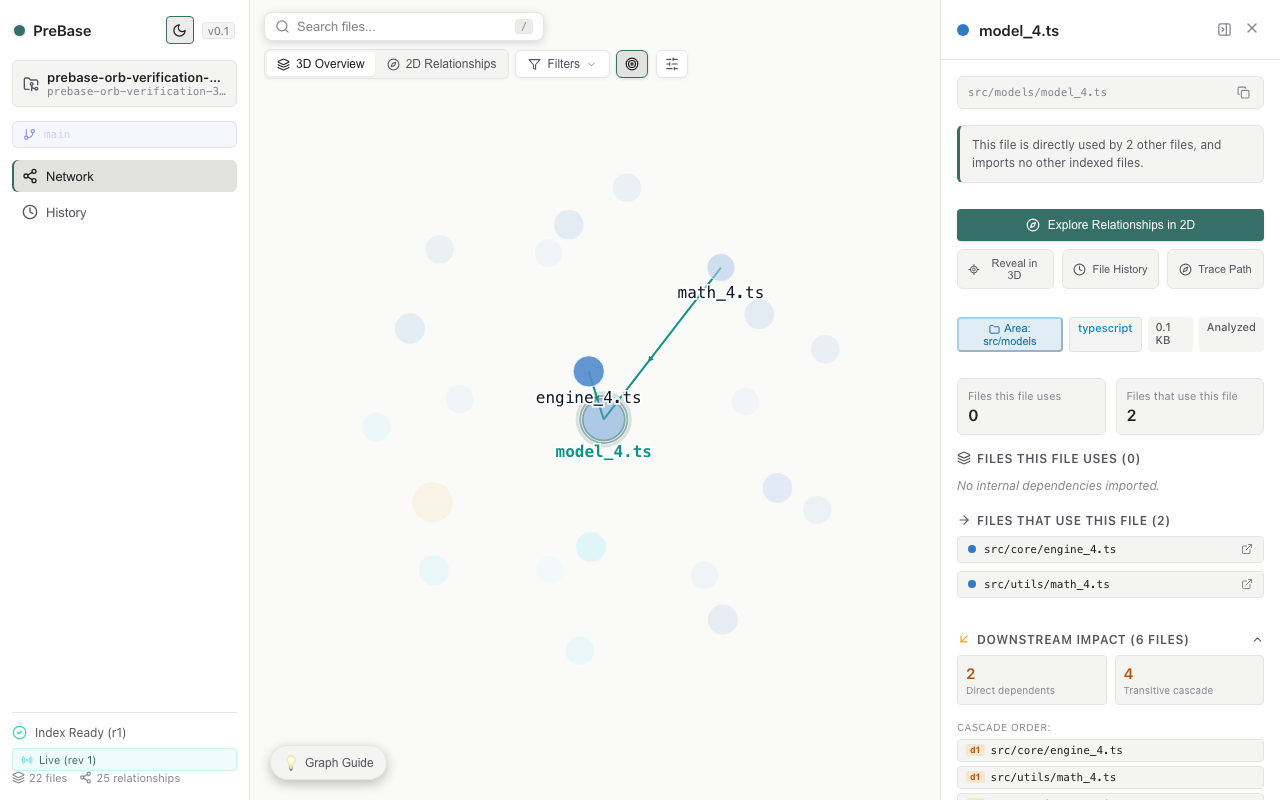 PreBase
v0.1
prebase-orb-verification-...
prebase-orb-verification-3...
main
Network
History
Index Ready (r1)
Live (rev 1)
22 files
25 relationships
Search files...
/
3D Overview
2D Relationships
Filters
math_4.ts
engine_4.ts
model_4.ts
Graph Guide
model_4.ts
src/models/model_4.ts
This file is directly used by 2 other files, and
imports no other indexed files.
Explore Relationships in 2D
Reveal in
3D
File History
Trace Path
Area:
src/models
typescript
0.1
KB
Analyzed
Files this file uses
0
Files that use this file
2
FILES THIS FILE USES (0)
No internal dependencies imported.
FILES THAT USE THIS FILE (2)
src/core/engine_4.ts
src/utils/math_4.ts
DOWNSTREAM IMPACT (6 FILES)
2
Direct dependents
4
Transitive cascade
CASCADE ORDER:
d1 src/core/engine_4.ts
d1 src/utils/math_4.ts